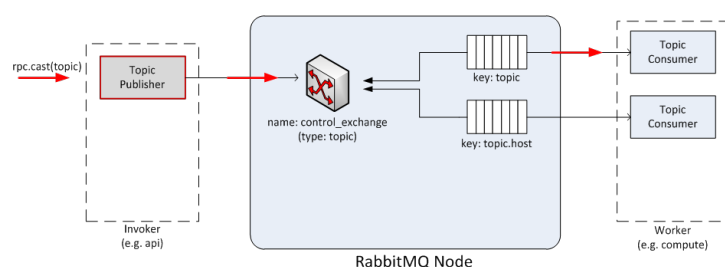 rpc.cast(topic)
Topic
Publisher
name: control_exchange
(type: topic)
key: topic
key: topic.host
Topic
Consumer
Topic
Consumer
Invoker
(e.g. api)
RabbitMQ Node
Worker
(e.g. compute)